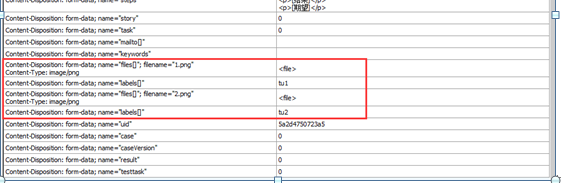 Content-Disposition: form-data; name="steps" <p>[结果]</p>
<p>[期望]</p>
Content-Disposition: form-data; name="story" 0
Content-Disposition: form-data; name="task" 0
Content-Disposition: form-data; name="mailto[]"
Content-Disposition: form-data; name="keywords"
Content-Disposition: form-data; name="files[]"; filename="1.png"
Content-Type: image/png <file>
Content-Disposition: form-data; name="labels[]" tu1
Content-Disposition: form-data; name="files[]"; filename="2.png"
Content-Type: image/png <file>
Content-Disposition: form-data; name="labels[]" tu2
Content-Disposition: form-data; name="uid" 5a2d4750723a5
Content-Disposition: form-data; name="case" 0
Content-Disposition: form-data; name="caseVersion" 0
Content-Disposition: form-data; name="result" 0
Content-Disposition: form-data; name="testtask" 0